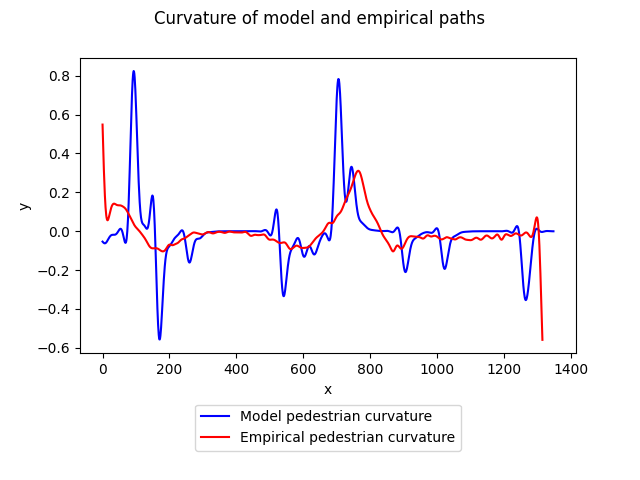 Curvature of model and empirical paths
0.8
0.6
0.4
0.2
0.0
−0.2
−0.4
−0.6
y
0 200 400 600 800 1000 1200 1400
x
Model pedestrian curvature
Empirical pedestrian curvature